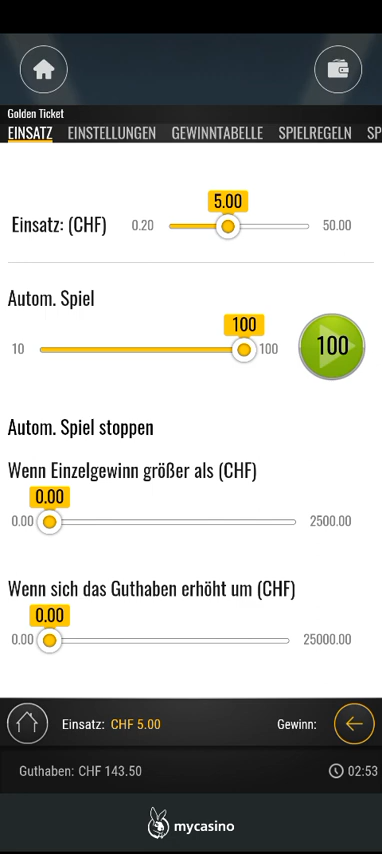 Golden Ticket
EINSATZ EINSTELLUNGEN GEWINNTABELLE SPIELREGELN SP
5.00
Einsatz: (CHF) 0.20 50.00
Autom. Spiel
100
10 100 100
Autom. Spiel stoppen
Wenn Einzelgewinn größer als (CHF)
0.00
0.00 2500.00
Wenn sich das Guthaben erhöht um (CHF)
0.00
0.00 25000.00
Einsatz: CHF 5.00 Gewinn:
Guthaben: CHF 143.50 02:53
mycasino